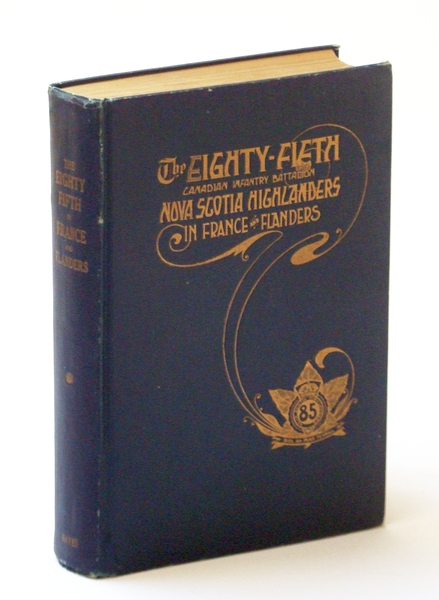 The EIGHTY-FIFTH
CANADIAN INFANTRY BATTALION
NOVA SCOTIA HIGHLANDERS
IN FRANCE AND FLANDERS
85
THE
EIGHTY
FIFTH
IN
FRANCE
AND
FLANDERS
HAYES